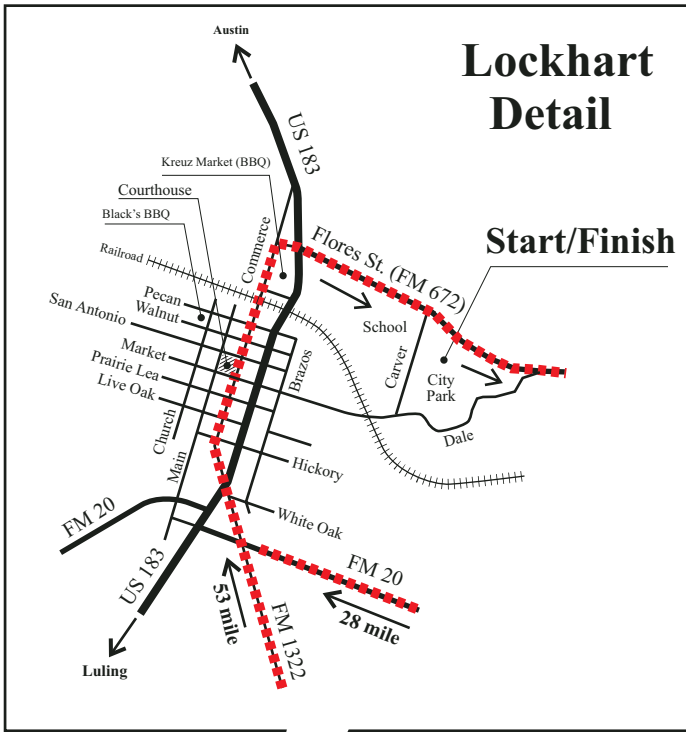 Austin
Lockhart
Detail
US 183
Kreuz Market (BBQ)
Courthouse
Black's BBQ
Commerce
Railroad
Flores St. (FM 672)
Start/Finish
Pecan
Walnut
San Antonio
School
Market
Prairie Lea
Live Oak
Brazos
Carver
City
Park
Dale
Church
Main
Hickory
White Oak
FM 20
US 183
FM 20
53 mile
FM 1322
28 mile
Luling